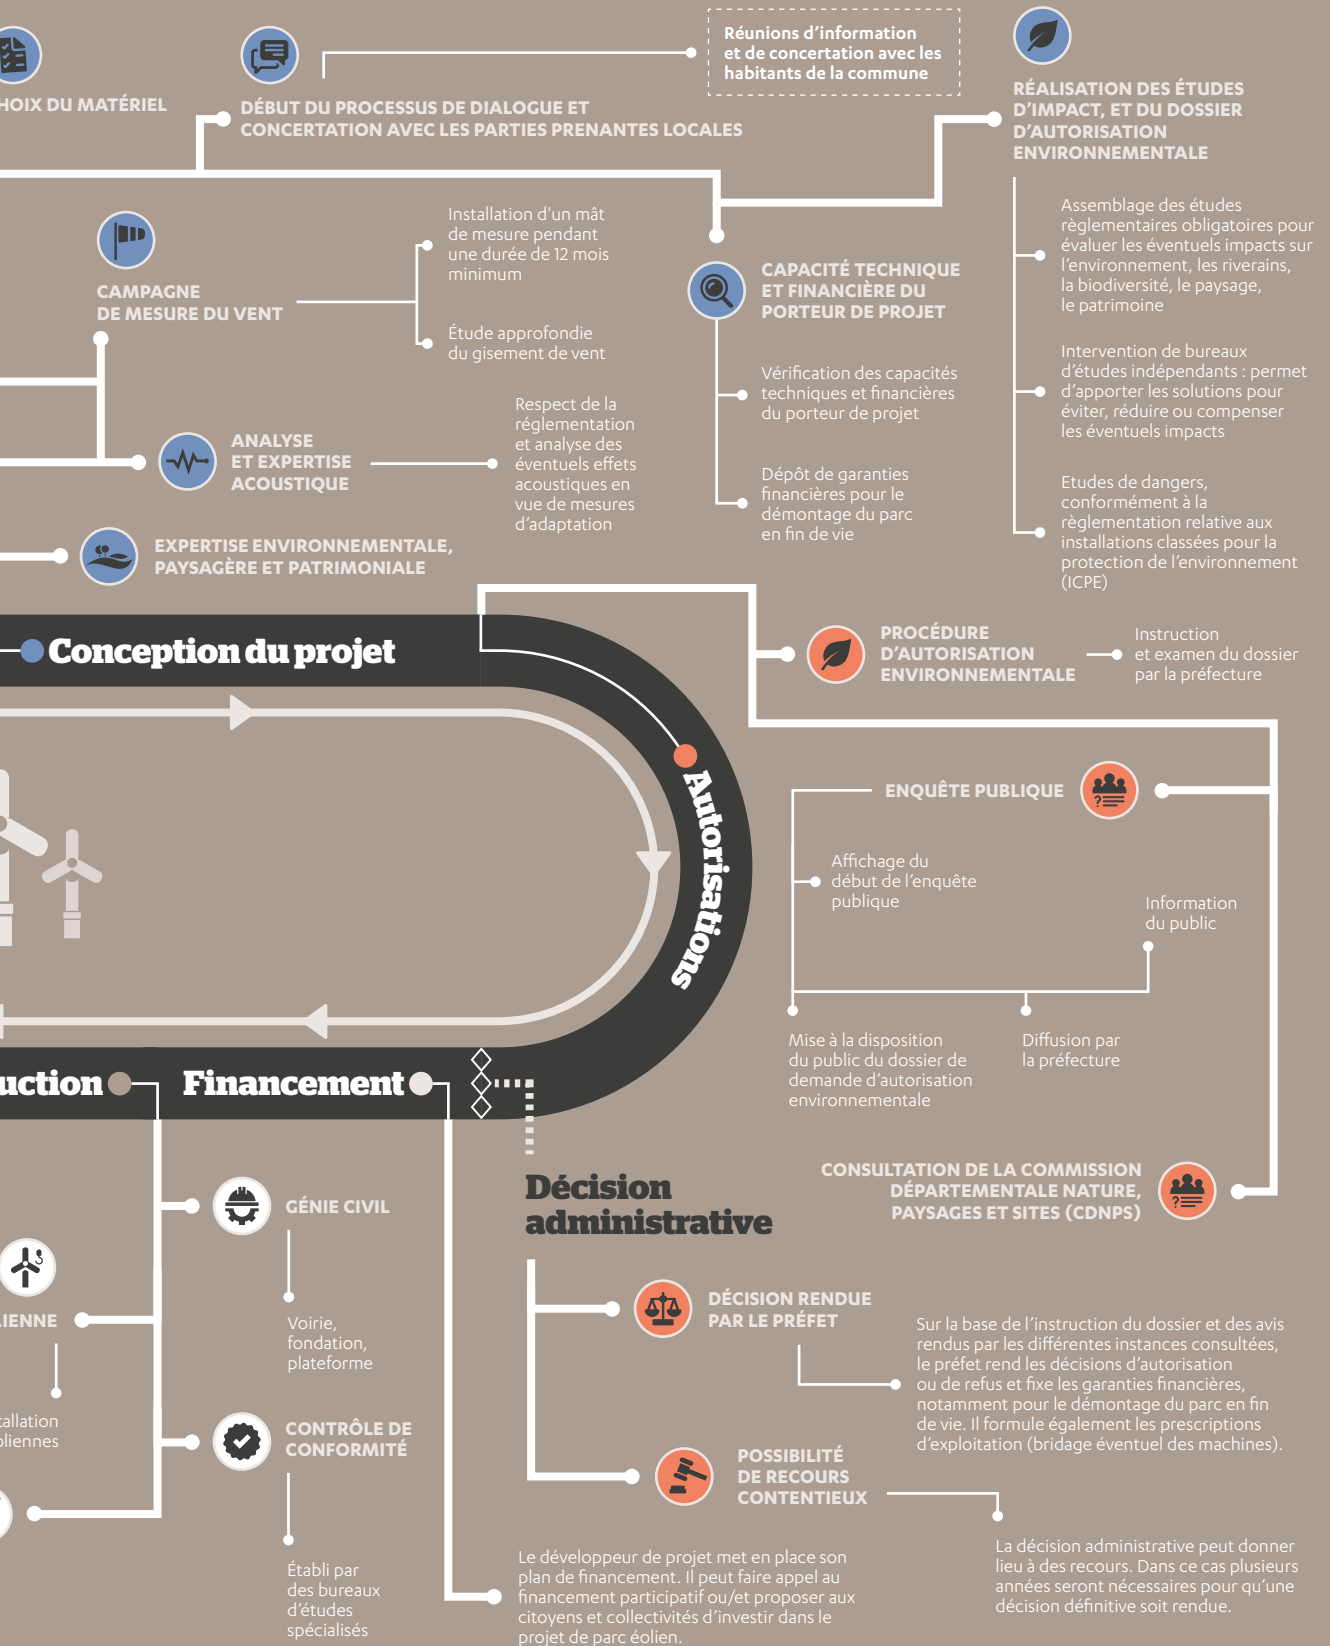 HOIX DU MATÉRIEL
DÉBUT DU PROCESSUS DE DIALOGUE ET
CONCERTATION AVEC LES PARTIES PRENANTES LOCALES
Réunions d'information
et de concertation avec les
habitants de la commune
RÉALISATION DES ÉTUDES
D'IMPACT, ET DU DOSSIER
D'AUTORISATION
ENVIRONNEMENTALE
Assemblage des études
règlementaires obligatoires pour
évaluer les éventuels impacts sur
l'environnement, les riverains,
la biodiversité, le paysage,
le patrimoine
Intervention de bureaux
d'études indépendants : permet
d'apporter les solutions pour
éviter, réduire ou compenser
les éventuels impacts
Etudes de dangers,
conformément à la
règlementation relative aux
installations classées pour la
protection de l'environnement
(ICPE)
CAMPAGNE
DE MESURE DU VENT
Installation d'un mât
de mesure pendant
une durée de 12 mois
minimum
Étude approfondie
du gisement de vent
CAPACITÉ TECHNIQUE
ET FINANCIÈRE DU
PORTEUR DE PROJET
Vérification des capacités
techniques et financières
du porteur de projet
Dépôt de garanties
financières pour le
démontage du parc
en fin de vie
ANALYSE
ET EXPERTISE
ACOUSTIQUE
Respect de la
réglementation
et analyse des
éventuels effets
acoustiques en
vue de mesures
d'adaptation
EXPERTISE ENVIRONNEMENTALE,
PAYSAGÈRE ET PATRIMONIALE
Conception du projet
Autorisations
PROCÉDURE
D'AUTORISATION
ENVIRONNEMENTALE
Instruction
et examen du dossier
par la préfecture
ENQUÊTE PUBLIQUE
Affichage du
début de l'enquête
publique
Information
du public
Mise à la disposition
du public du dossier de
demande d'autorisation
environnementale
Diffusion par
la préfecture
CONSULTATION DE LA COMMISSION
DÉPARTEMENTALE NATURE,
PAYSAGES ET SITES (CDNPS)
uction
Financement
Décision
administrative
DÉCISION RENDUE
PAR LE PRÉFET
Sur la base de l'instruction du dossier et des avis
rendus par les différentes instances consultées,
le préfet rend les décisions d'autorisation
ou de refus et fixe les garanties financières,
notamment pour le démontage du parc en fin
de vie. Il formule également les prescriptions
d'exploitation (bridage éventuel des machines).
POSSIBILITÉ
DE RECOURS
CONTENTIEUX
La décision administrative peut donner
lieu à des recours. Dans ce cas plusieurs
années seront nécessaires pour qu'une
décision définitive soit rendue.
GÉNIE CIVIL
Voirie,
fondation,
plateforme
LIENNE
tallation
oliennes
CONTRÔLE DE
CONFORMITÉ
Établi par
des bureaux
d'études
spécialisés
Le développeur de projet met en place son
plan de financement. Il peut faire appel au
financement participatif ou/et proposer aux
citoyens et collectivités d'investir dans le
projet de parc éolien.